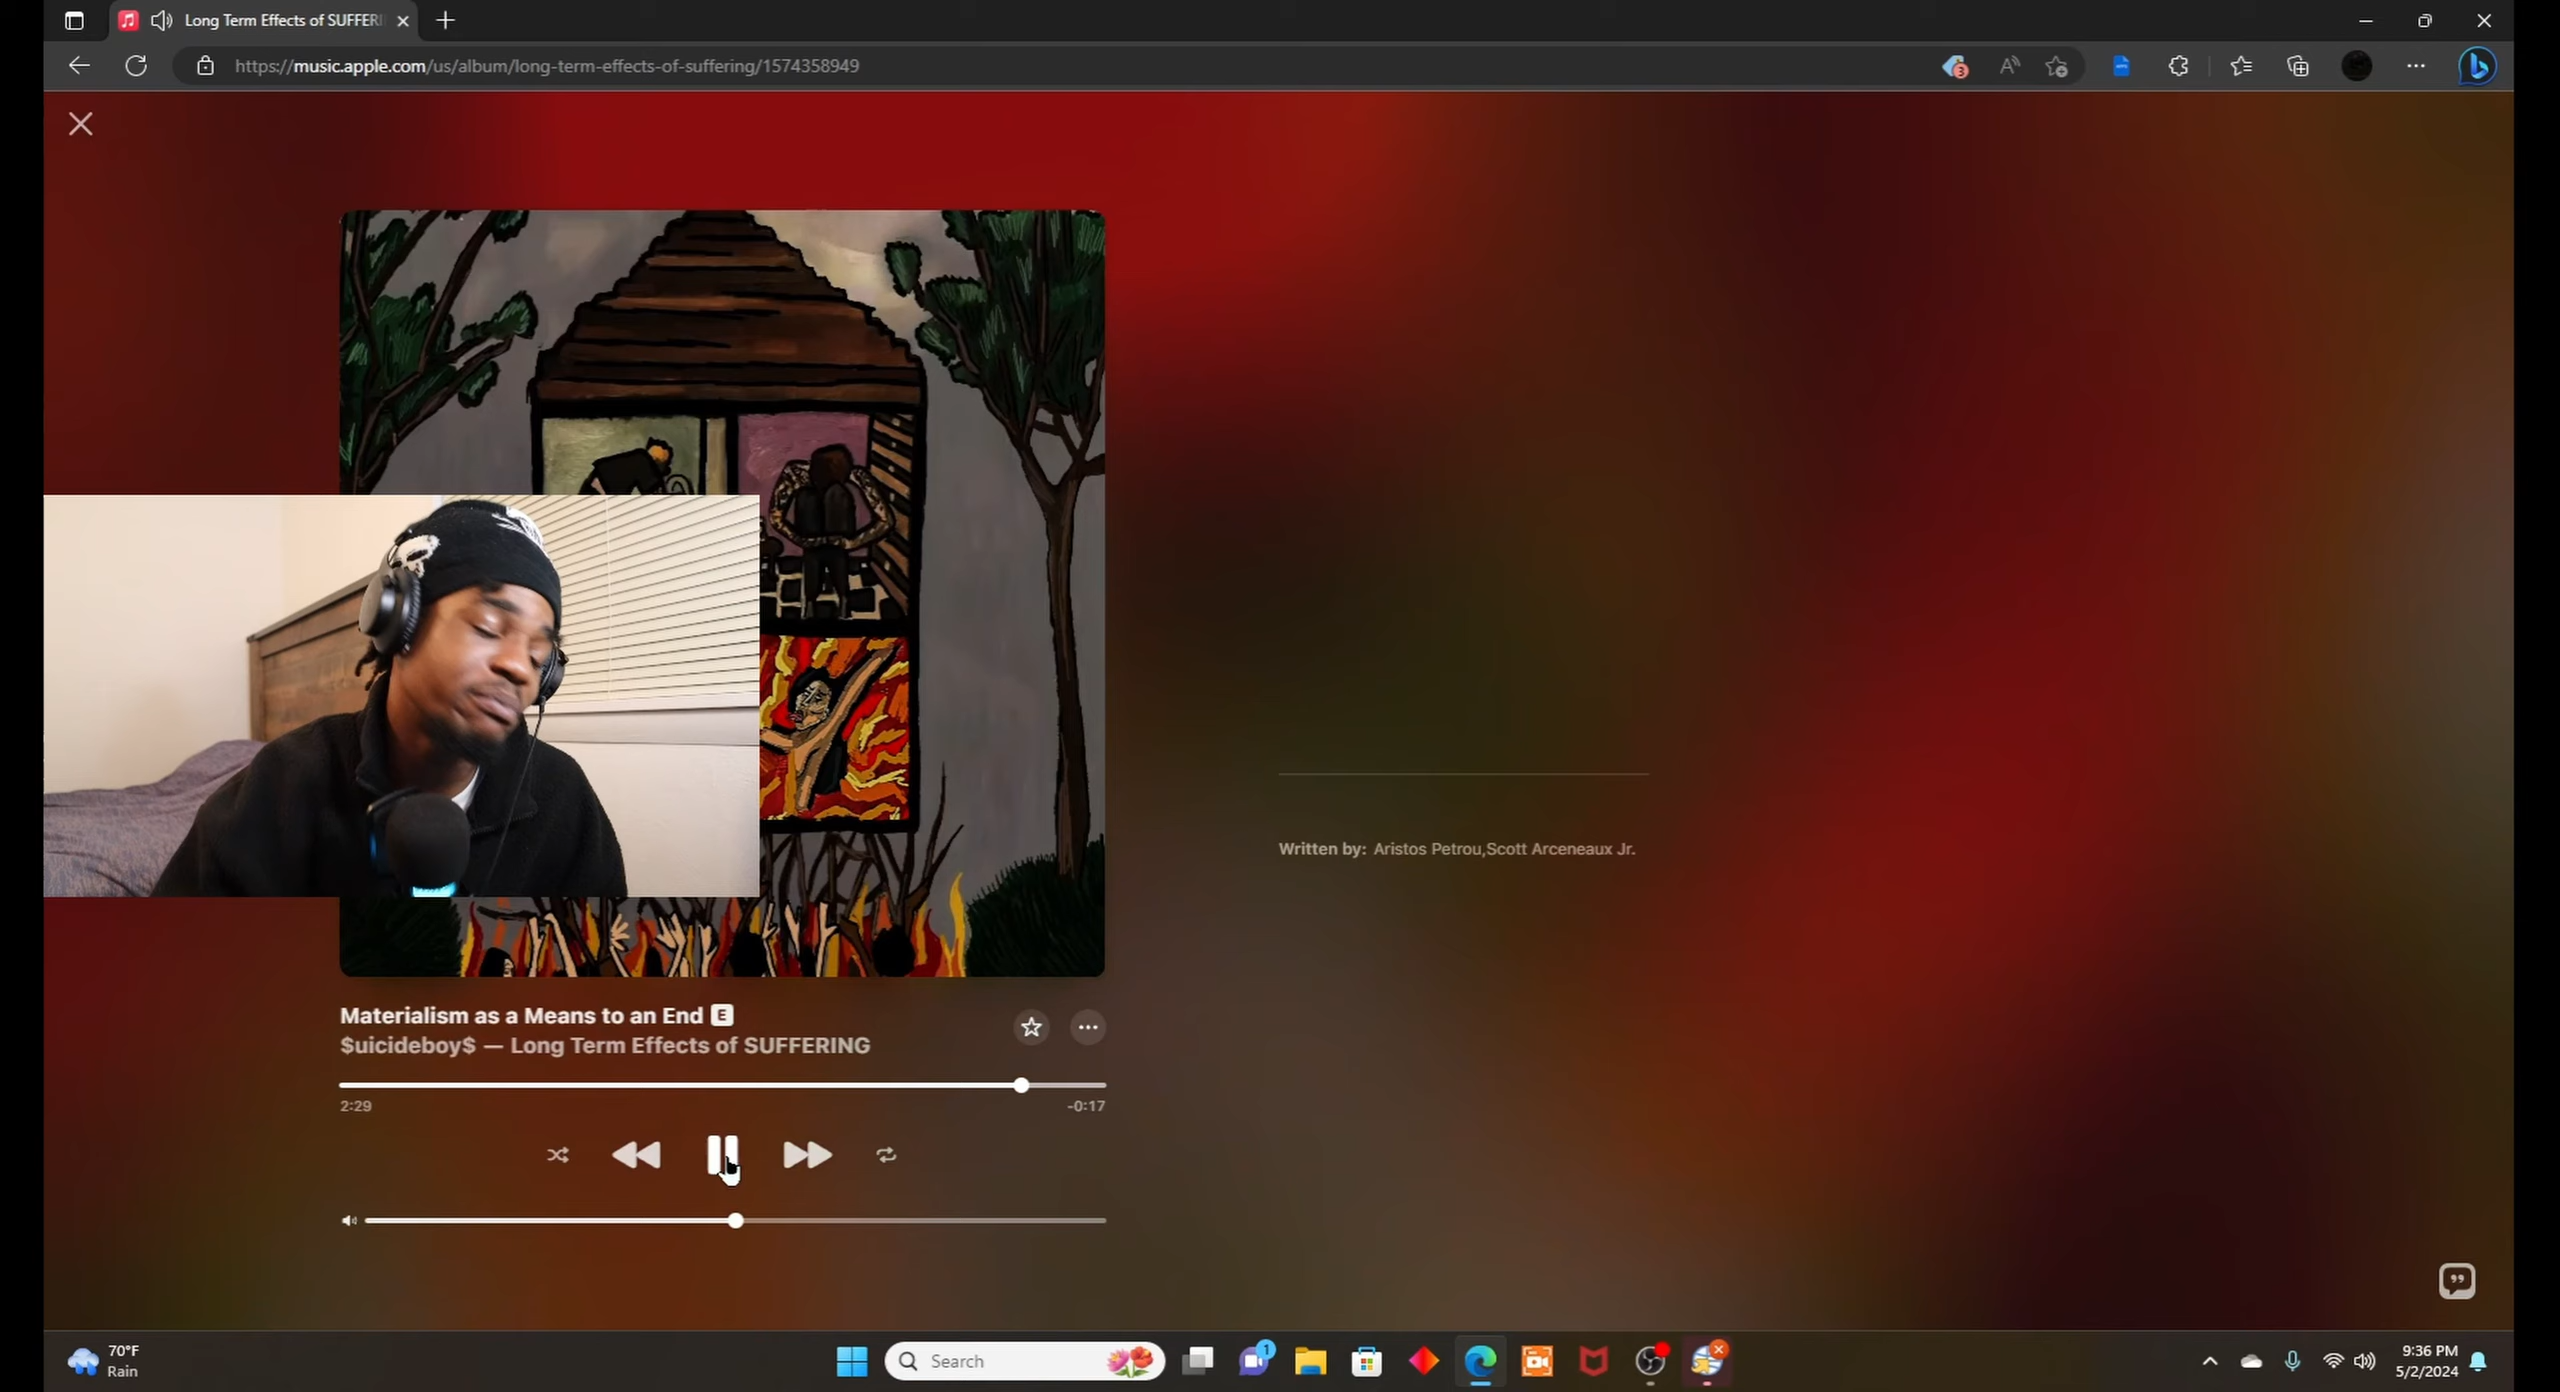 Long Term Effects of SUFFERI
https://music.apple.com/us/album/long-term-effects-of-suffering/1574358949
3
Materialism as a Means to an End E
$uicideboy$ — Long Term Effects of SUFFERING
2:29
-0:17
Written by: Aristos Petrou,Scott Arceneaux Jr.
70°F
Rain
Search
1
9:36 PM
5/2/2024